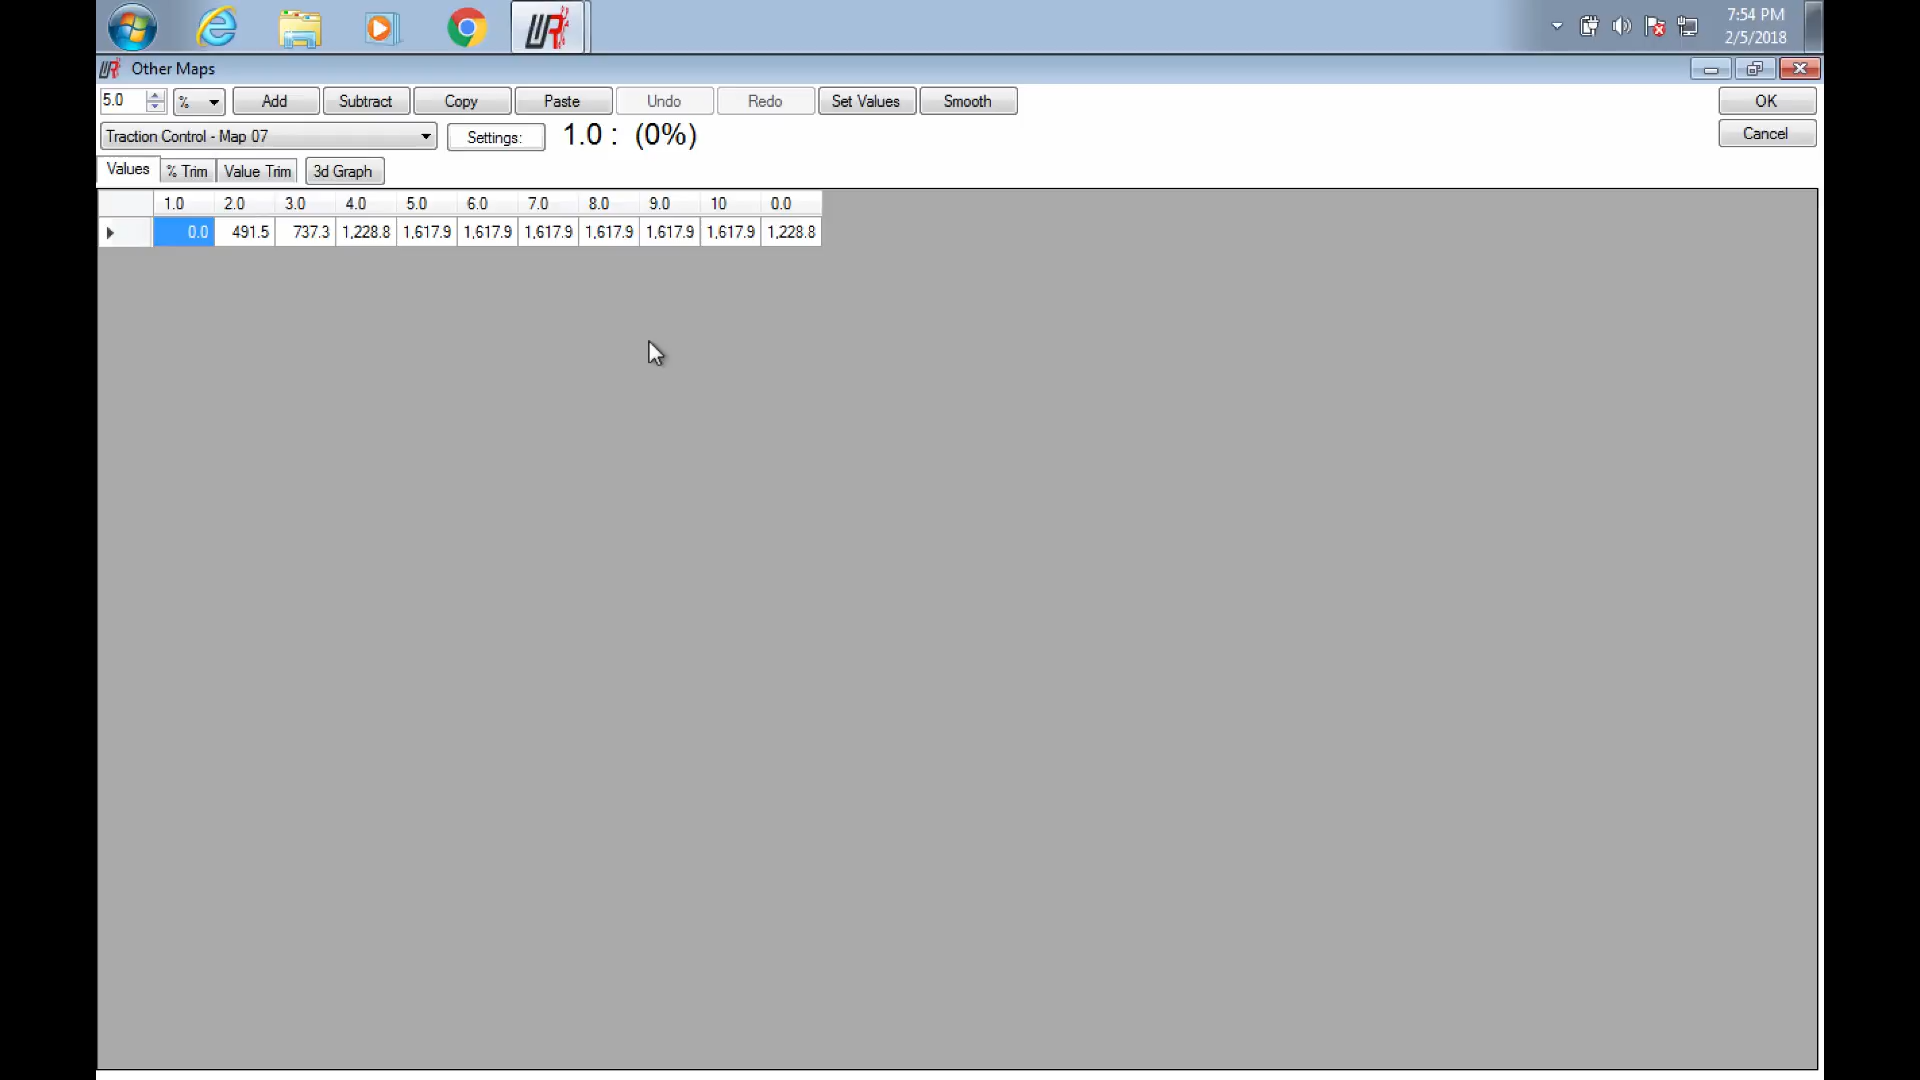 7:54 PM
2/5/2018
Other Maps
5.0 % Add Subtract Copy Paste Undo Redo Set Values Smooth OK
Traction Control - Map 07 Settings: 1.0 : (0%) Cancel
Values % Trim Value Trim 3d Graph
1.0 2.0 3.0 4.0 5.0 6.0 7.0 8.0 9.0 10 0.0
0.0 491.5 737.3 1,228.8 1,617.9 1,617.9 1,617.9 1,617.9 1,617.9 1,617.9 1,228.8